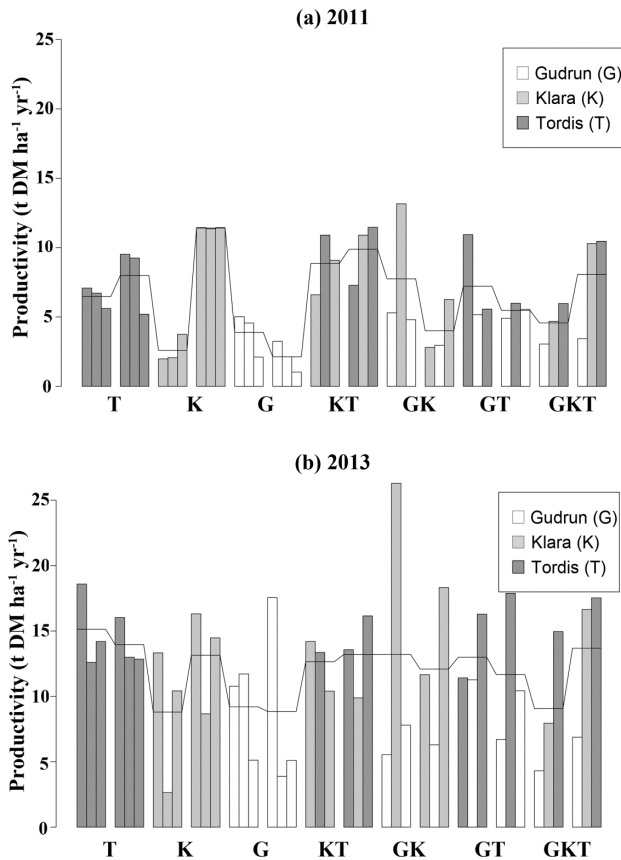 (a) 2011
Productivity (t DM ha⁻¹ yr⁻¹)
25
20
15
10
5
0
Gudrun (G)
Klara (K)
Tordis (T)
T K G KT GK GT GKT
(b) 2013
Productivity (t DM ha⁻¹ yr⁻¹)
25
20
15
10
5
0
Gudrun (G)
Klara (K)
Tordis (T)
T K G KT GK GT GKT